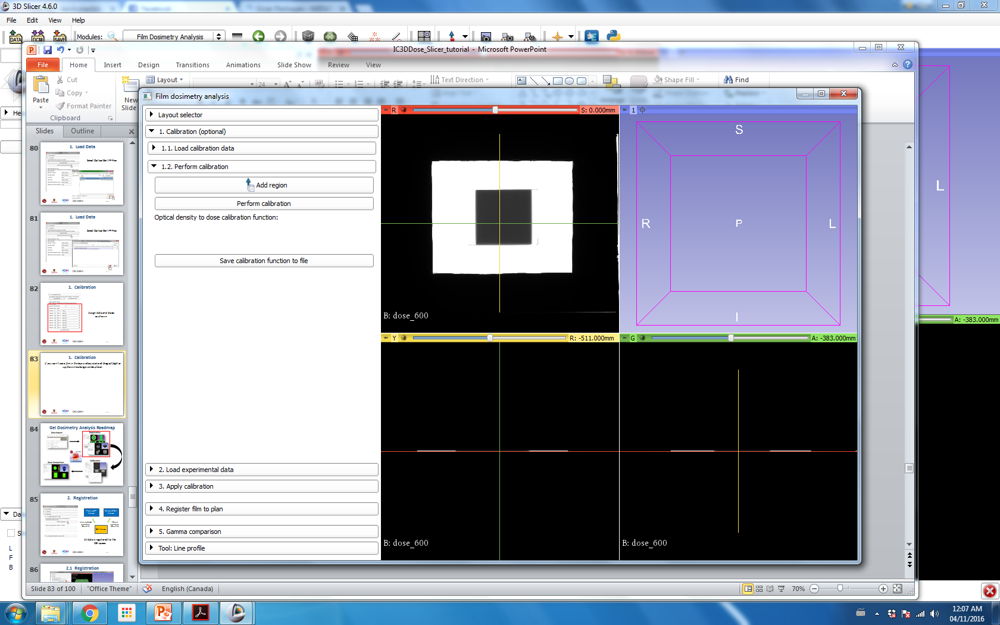 3D Slicer 4.6.0
File Edit View Help
DATA DCM SAVE Modules: Film Dosimetry Analysis
IC3DDose_Slicer_tutorial - Microsoft PowerPoint
File Home Insert Design Transitions Animations Slide Show Review View
Paste
Cut
Copy
Format Painter
Clipboard
New
Slide
Layout
24
Text Direction
Shape Fill
Find
Slides Outline
80
1. Load Data
81
1. Load Data
82
1. Calibration
83
1. Calibration
84
Gel Dosimetry Analysis Roadmap
Data Import
Registration
Dose Comparison
Calibration
85
2. Registration
86
2.1 Registration
Film dosimetry analysis
Layout selector
1. Calibration (optional)
1.1. Load calibration data
1.2. Perform calibration
Add region
Perform calibration
Optical density to dose calibration function:
Save calibration function to file
2. Load experimental data
3. Apply calibration
4. Register film to plan
5. Gamma comparison
Tool: Line profile
R S: 0.000mm
B: dose_600
1
S
R P L
I
Y R: -511.000mm
B: dose_600
G A: -383.000mm
B: dose_600
L
A: -383.000mm
He
Da
S
L
F
B
Slide 83 of 100 "Office Theme" English (Canada)
70%
12:07 AM
04/11/2016